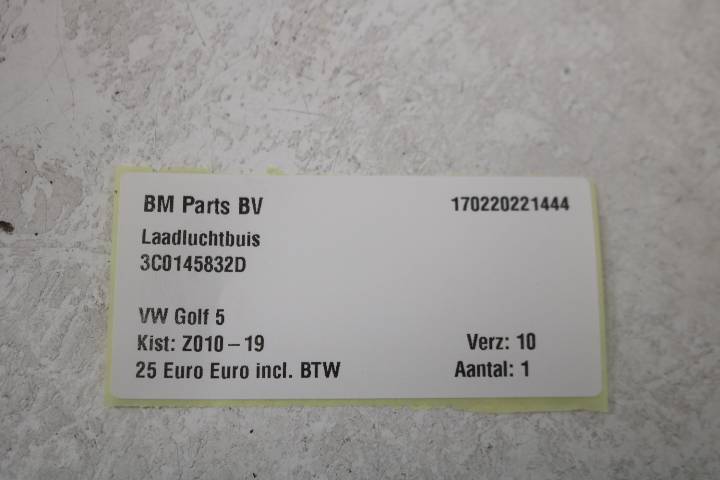 BM Parts BV 170220221444
Laadluchtbuis
3C0145832D
VW Golf 5
Kist: Z010 – 19 Verz: 10
25 Euro Euro incl. BTW Aantal: 1